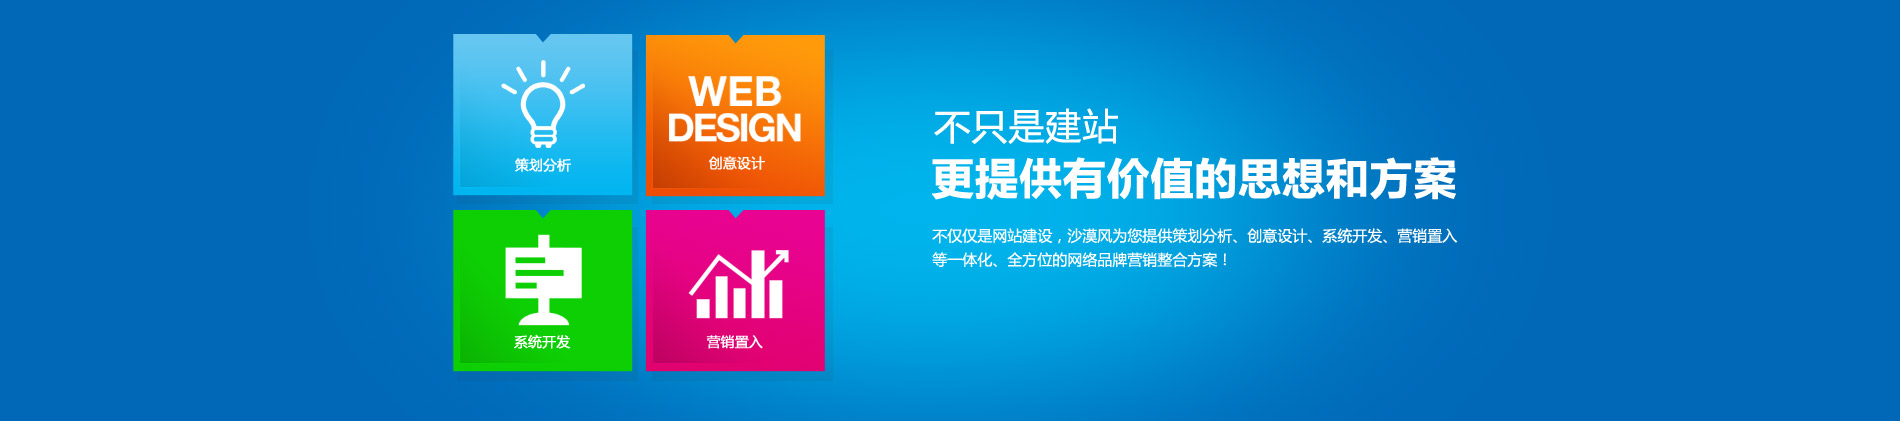 策划分析
WEB
DESIGN
创意设计
系统开发
营销置入
不只是建站
更提供有价值的思想和方案
不仅仅是网站建设，沙漠风为您提供策划分析、创意设计、系统开发、营销置入
等一体化、全方位的网络品牌营销整合方案！